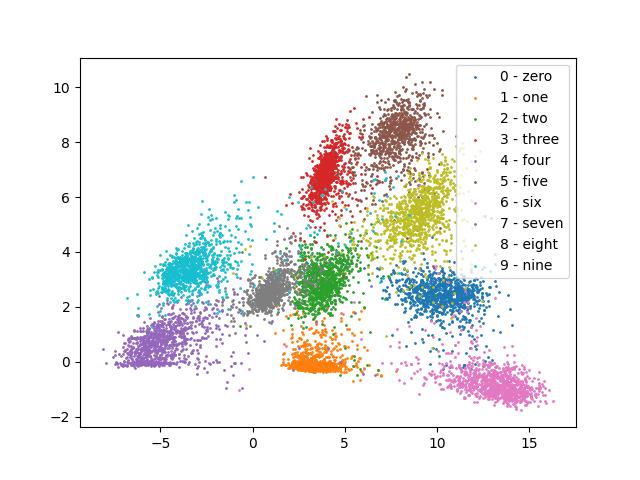 10
8
6
4
2
0
−2
−5
0
5
10
15
0 - zero
1 - one
2 - two
3 - three
4 - four
5 - five
6 - six
7 - seven
8 - eight
9 - nine